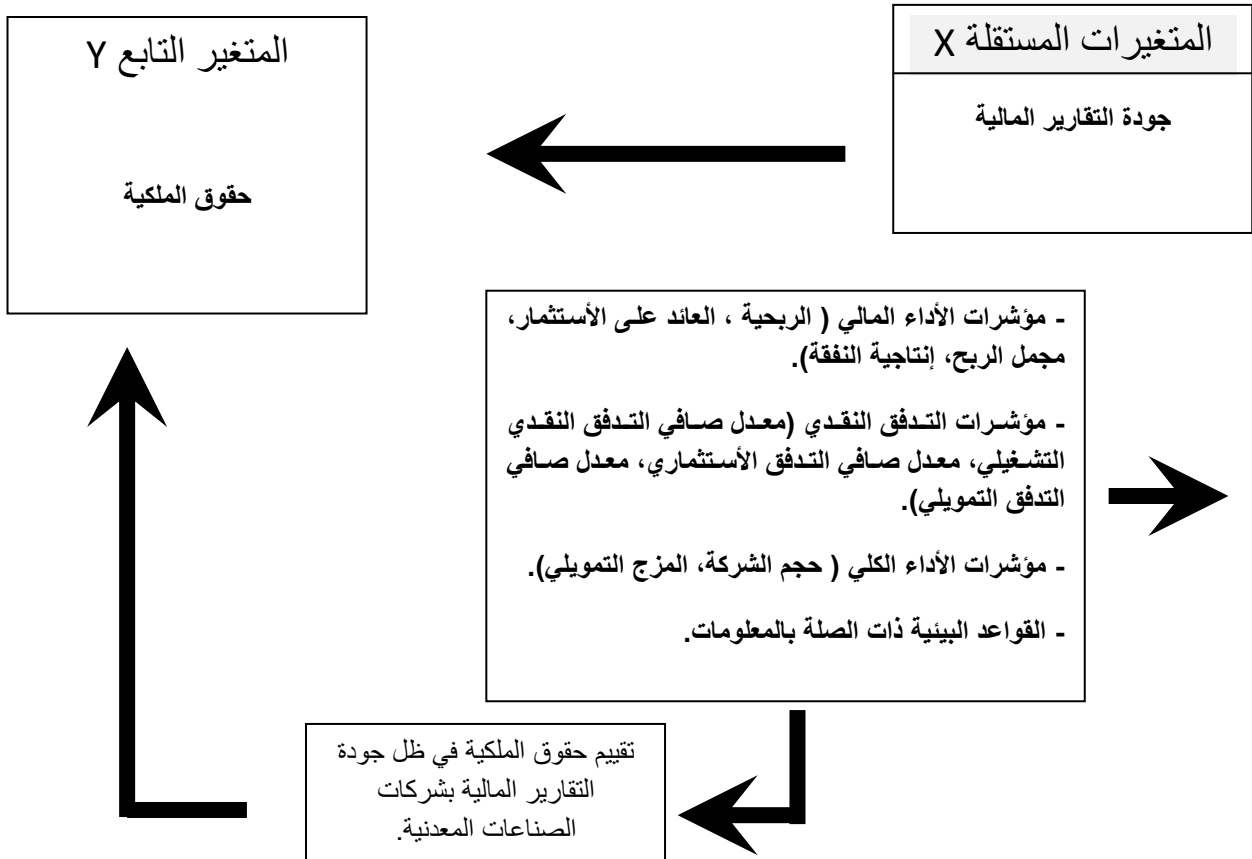 المتغيرات المستقلة X
جودة التقارير المالية
المتغير التابع Y
حقوق الملكية
- مؤشرات الأداء المالي ( الربحية ، العائد على الأستثمار،
مجمل الربح، إنتاجية النفقة).
- مؤشرات التدفق النقدي (معدل صافي التدفق النقدي
التشغيلي، معدل صافي التدفق الأستثماري، معدل صافي
التدفق التمويلي).
- مؤشرات الأداء الكلي ( حجم الشركة، المزج التمويلي).
- القواعد البيئية ذات الصلة بالمعلومات.
تقييم حقوق الملكية في ظل جودة
التقارير المالية بشركات
الصناعات المعدنية.